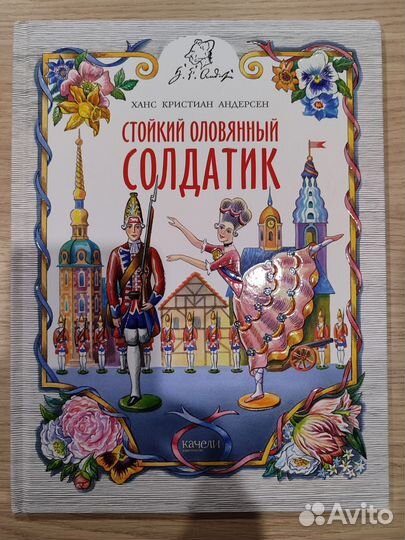 ХАНС КРИСТИАН АНДЕРСЕН
СТОЙКИЙ ОЛОВЯННЫЙ
СОЛДАТИК
качели
Avito